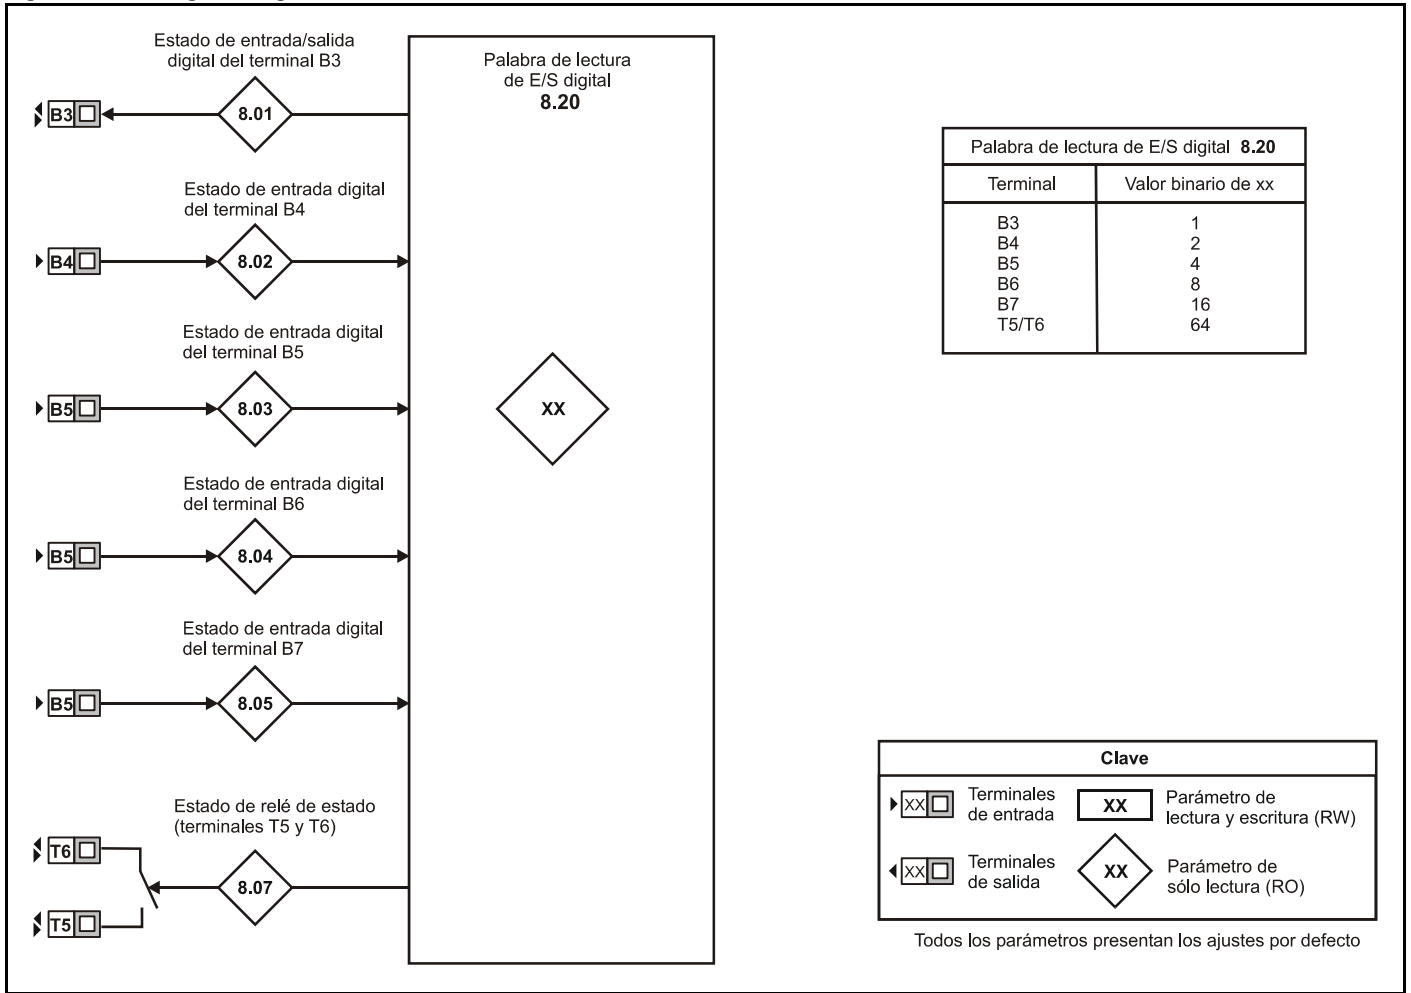 Estado de entrada/salida
digital del terminal B3
B3
8.01
Estado de entrada digital
del terminal B4
B4
8.02
Estado de entrada digital
del terminal B5
B5
8.03
Estado de entrada digital
del terminal B6
B5
8.04
Estado de entrada digital
del terminal B7
B5
8.05
Estado de relé de estado
(terminales T5 y T6)
T6
8.07
T5
Palabra de lectura
de E/S digital
8.20
XX
Palabra de lectura de E/S digital 8.20
Terminal Valor binario de xx
B3 1
B4 2
B5 4
B6 8
B7 16
T5/T6 64
Clave
XX
Terminales
de entrada
XX
Parámetro de
lectura y escritura (RW)
XX
Terminales
de salida
XX
Parámetro de
sólo lectura (RO)
Todos los parámetros presentan los ajustes por defecto